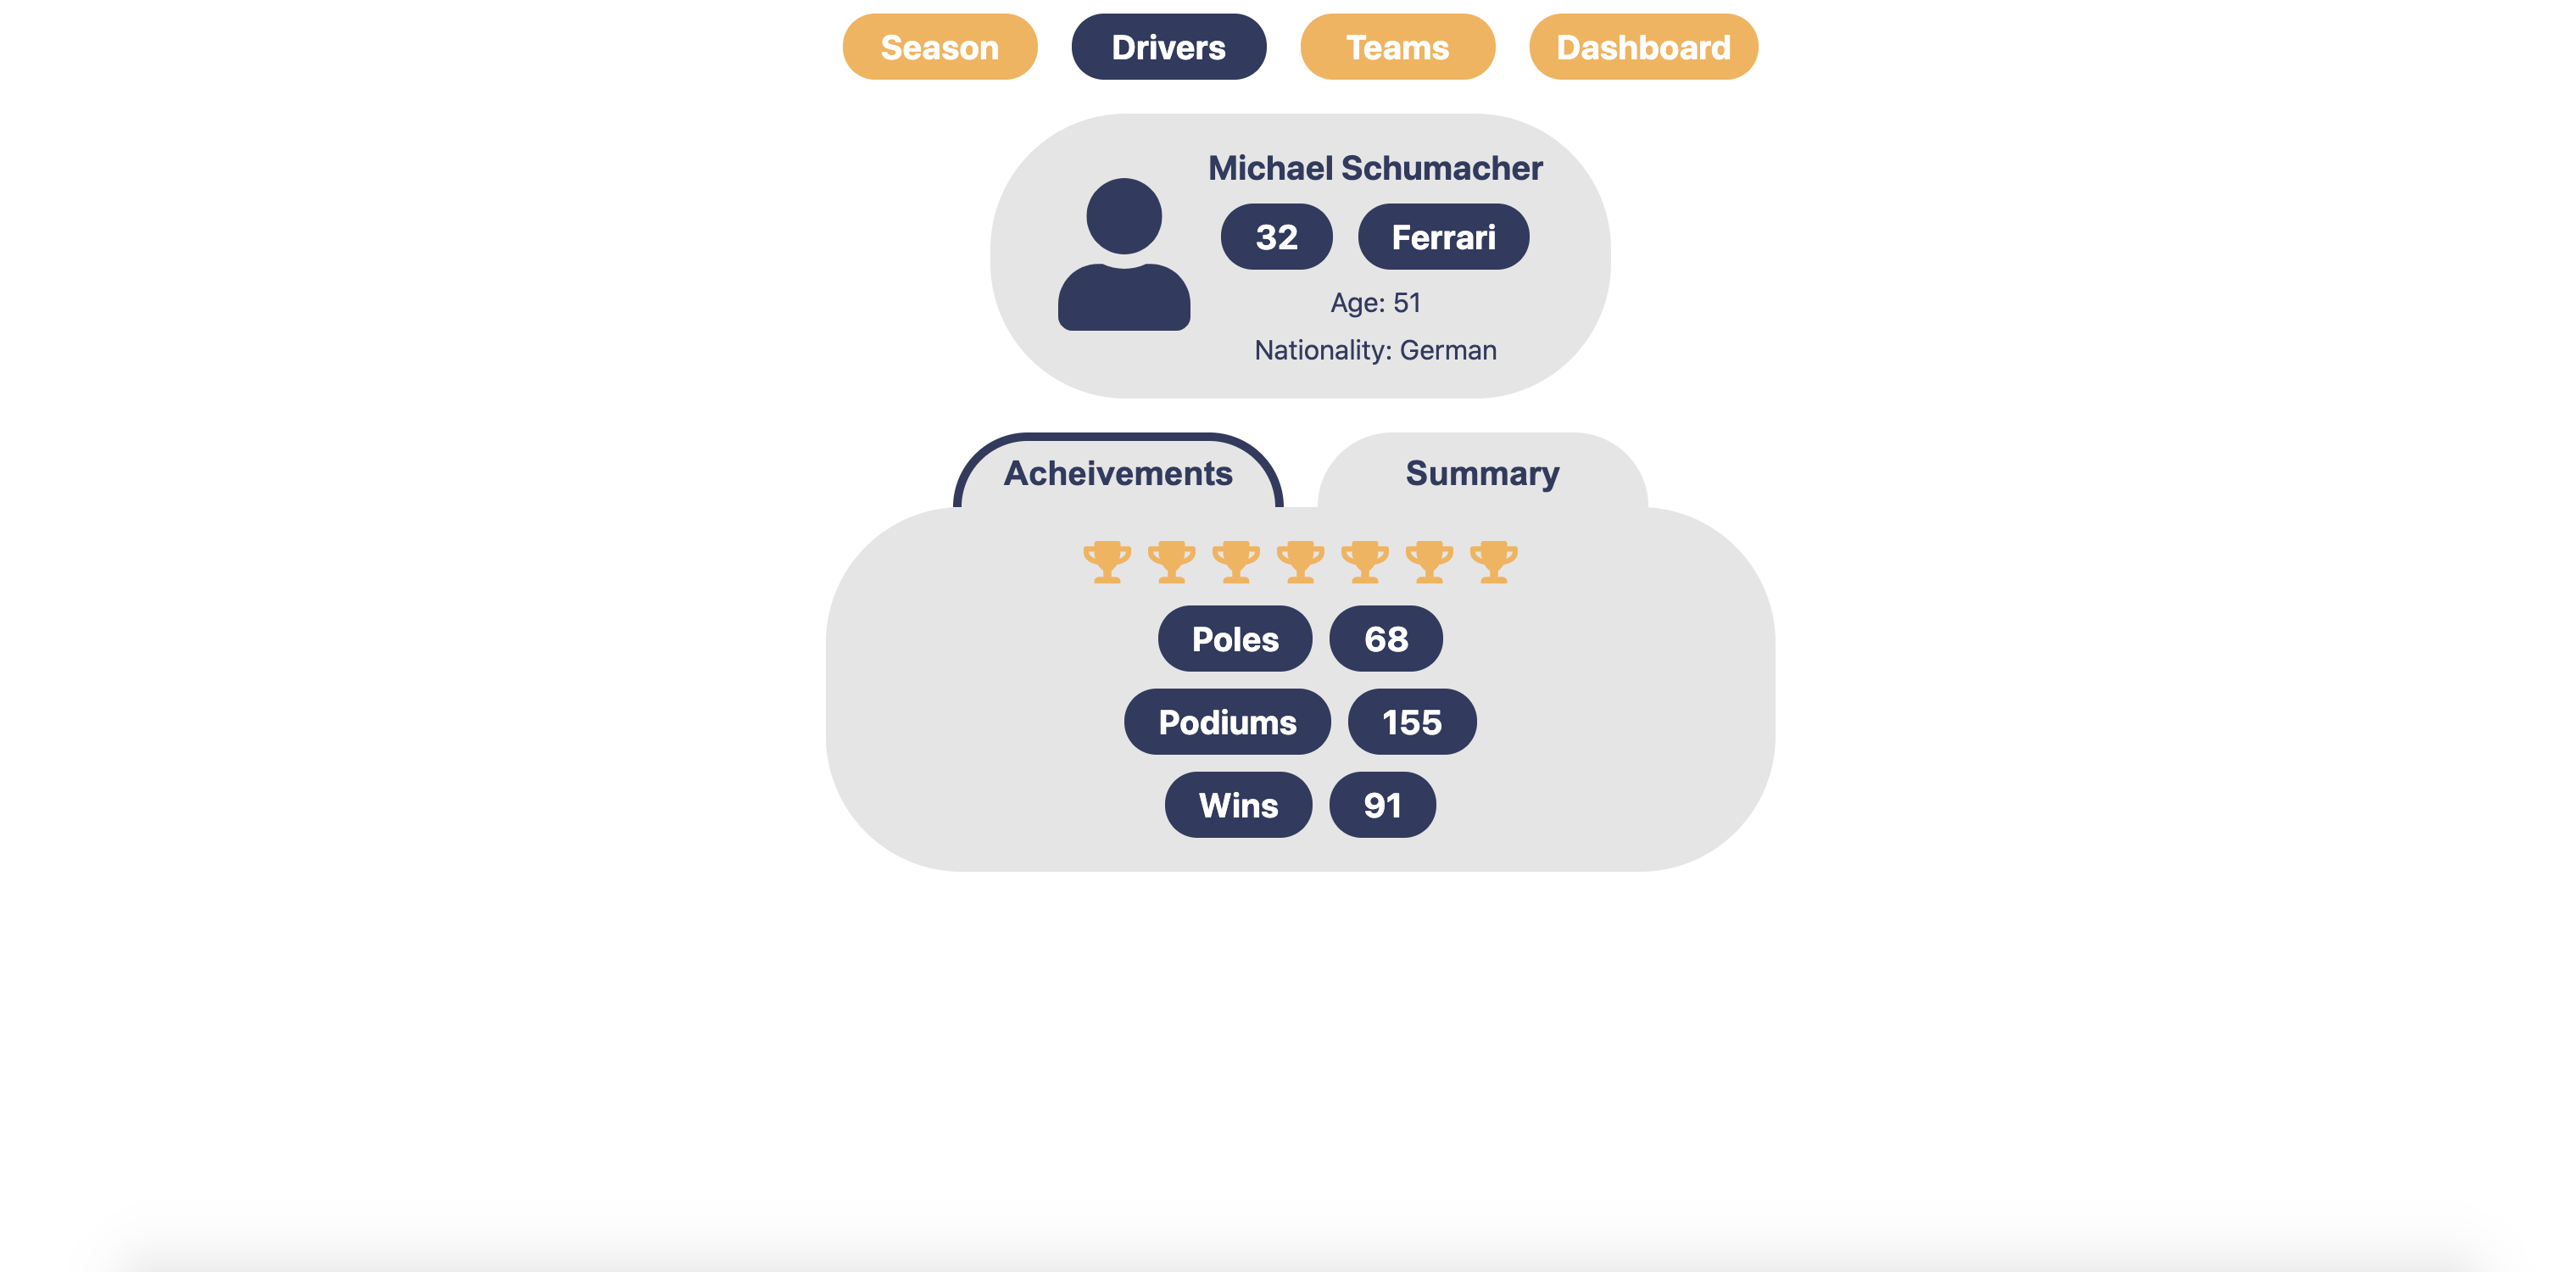 Season Drivers Teams Dashboard
Michael Schumacher
32 Ferrari
Age: 51
Nationality: German
Acheivements Summary
Poles 68
Podiums 155
Wins 91